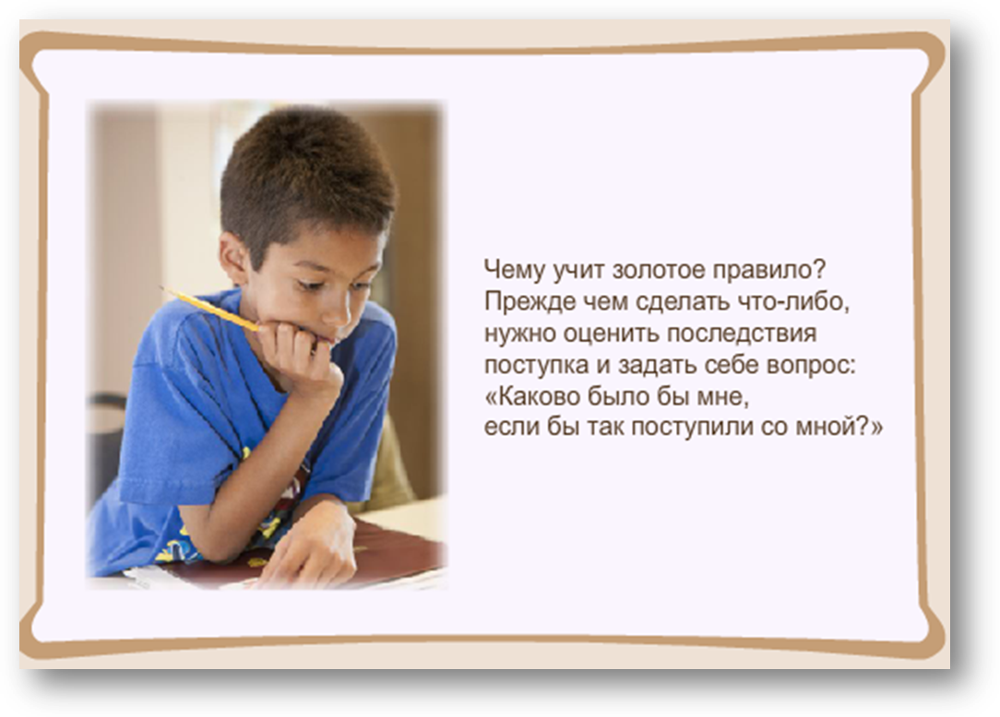 Чему учит золотое правило?
Прежде чем сделать что-либо,
нужно оценить последствия
поступка и задать себе вопрос:
«Каково было бы мне,
если бы так поступили со мной?»